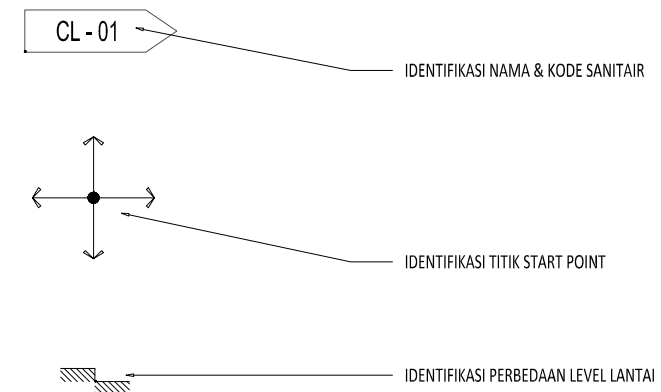 CL - 01
IDENTIFIKASI NAMA & KODE SANITAIR
IDENTIFIKASI TITIK START POINT
IDENTIFIKASI PERBEDAAN LEVEL LANTAI